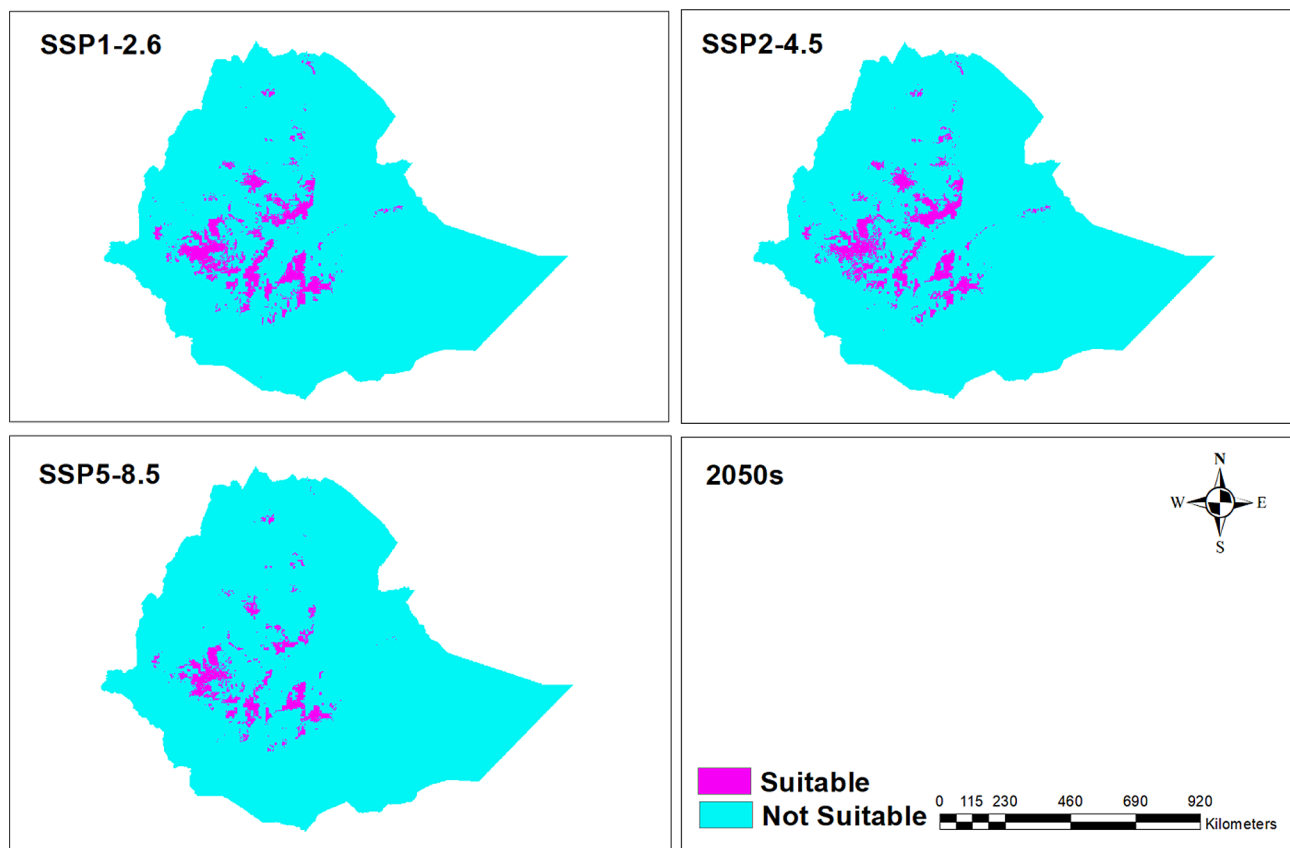 SSP1-2.6
SSP2-4.5
SSP5-8.5
2050s
N
W E
S
Suitable
Not Suitable
0 115 230 460 690 920
Kilometers